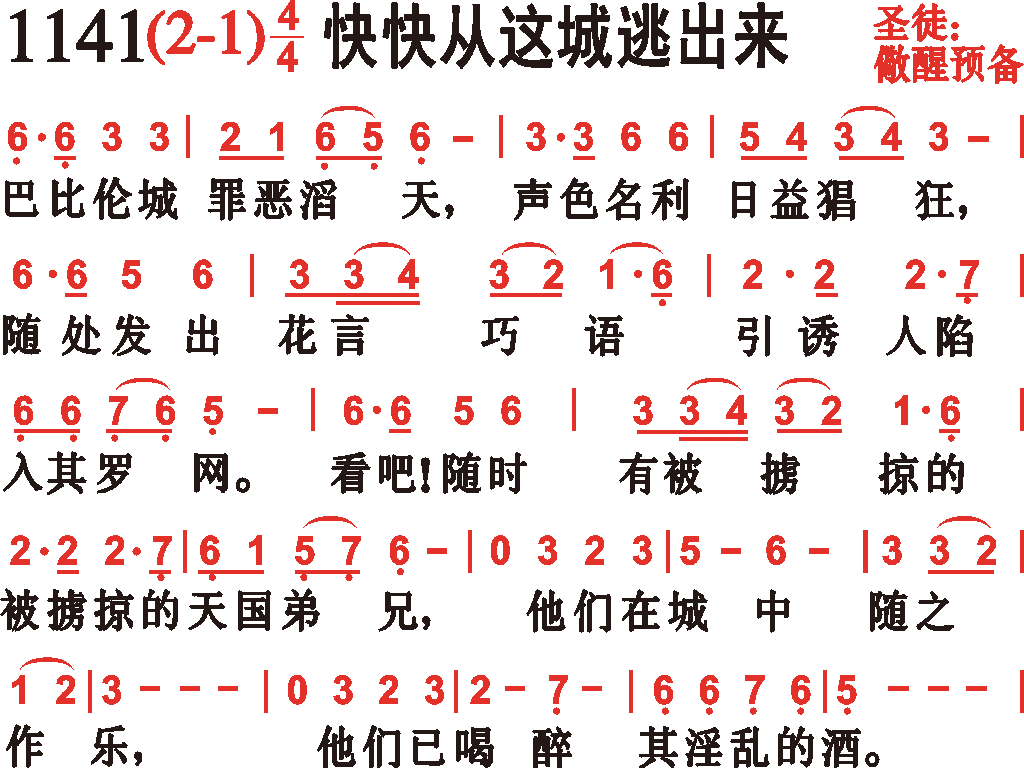 1141(2-1) 4/4 快快从这城逃出来 圣徒:
儆醒预备
6·6 3 3 | 2 1 6 5 6 - | 3·3 6 6 | 5 4 3 4 3 - |
巴比伦城 罪恶滔 天, 声色名利 日益猖 狂,
6·6 5 6 | 3 3 4 3 2 1·6 | 2·2 2·7 |
随处发出 花言 巧 语 引诱 人陷
6 6 7 6 5 - | 6·6 5 6 | 3 3 4 3 2 1·6 |
入其罗 网。 看吧!随时 有被 掳 掠的
2·2 2·7 | 6 1 5 7 6 - | 0 3 2 3 | 5 - 6 - | 3 3 2 |
被掳掠的天国弟 兄, 他们在城 中 随之
1 2 | 3 - - - | 0 3 2 3 | 2 - 7 - | 6 6 7 6 | 5 - - - |
作 乐, 他们已喝 醉 其淫乱的酒。